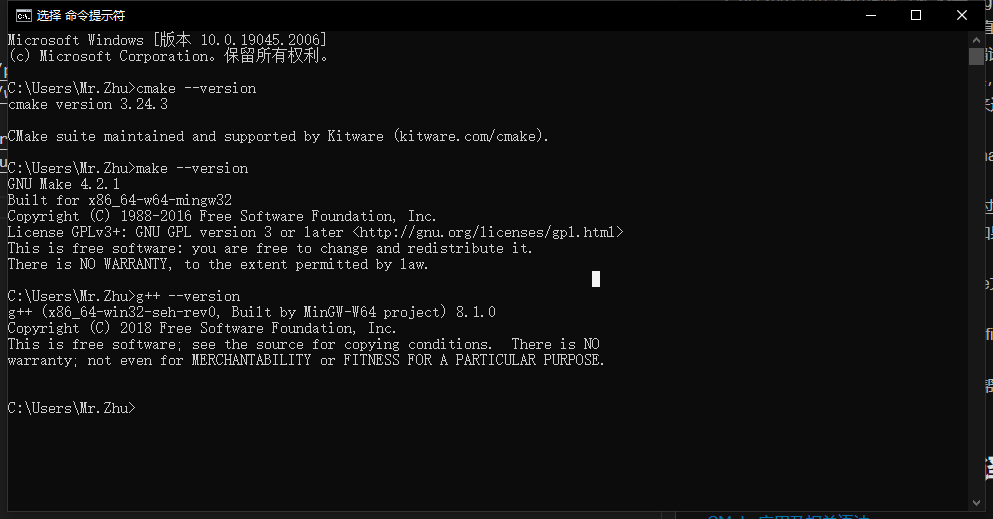 选择 命令提示符
Microsoft Windows [版本 10.0.19045.2006]
(c) Microsoft Corporation。保留所有权利。
C:\Users\Mr.Zhu>cmake --version
cmake version 3.24.3
CMake suite maintained and supported by Kitware (kitware.com/cmake).
C:\Users\Mr.Zhu>make --version
GNU Make 4.2.1
Built for x86_64-w64-mingw32
Copyright (C) 1988-2016 Free Software Foundation, Inc.
License GPLv3+: GNU GPL version 3 or later <http://gnu.org/licenses/gpl.html>
This is free software: you are free to change and redistribute it.
There is NO WARRANTY, to the extent permitted by law.
C:\Users\Mr.Zhu>g++ --version
g++ (x86_64-win32-seh-rev0, Built by MinGW-W64 project) 8.1.0
Copyright (C) 2018 Free Software Foundation, Inc.
This is free software; see the source for copying conditions.  There is NO
warranty; not even for MERCHANTABILITY or FITNESS FOR A PARTICULAR PURPOSE.
C:\Users\Mr.Zhu>